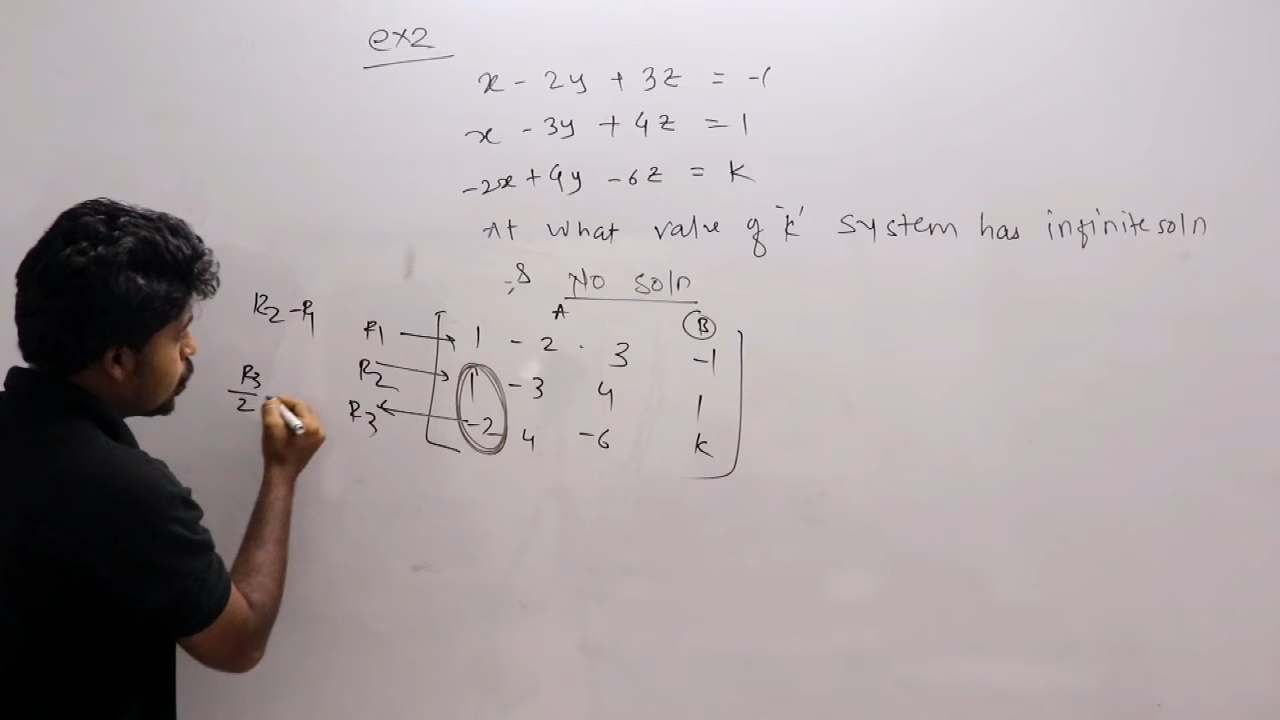 ex2
x - 2y + 3z = -1
x - 3y + 4z = 1
-2x + 4y - 6z = k
At what value of 'k' system has infinite soln
& No soln
A B
R2 - R1
R1 → 1 - 2 3 -1
R2 → 1 -3 4 1
R3 ← -2 4 -6 k
R3/2